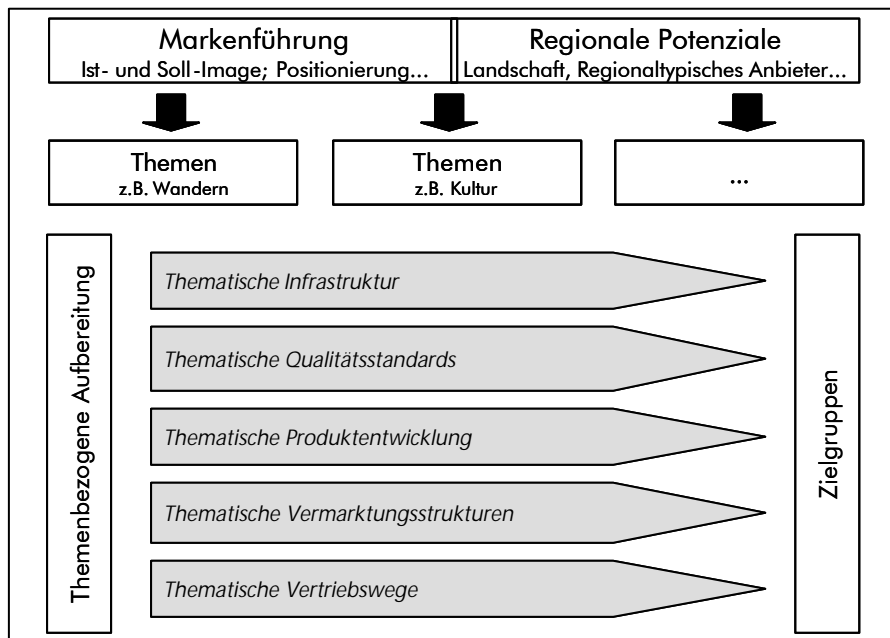 Markenführung
Ist- und Soll-Image; Positionierung...
Regionale Potenziale
Landschaft, Regionaltypisches Anbieter...
Themen
z.B. Wandern
Themen
z.B. Kultur
...
Themenbezogene Aufbereitung
Thematische Infrastruktur
Thematische Qualitätsstandards
Thematische Produktentwicklung
Thematische Vermarktungsstrukturen
Thematische Vertriebswege
Zielgruppen